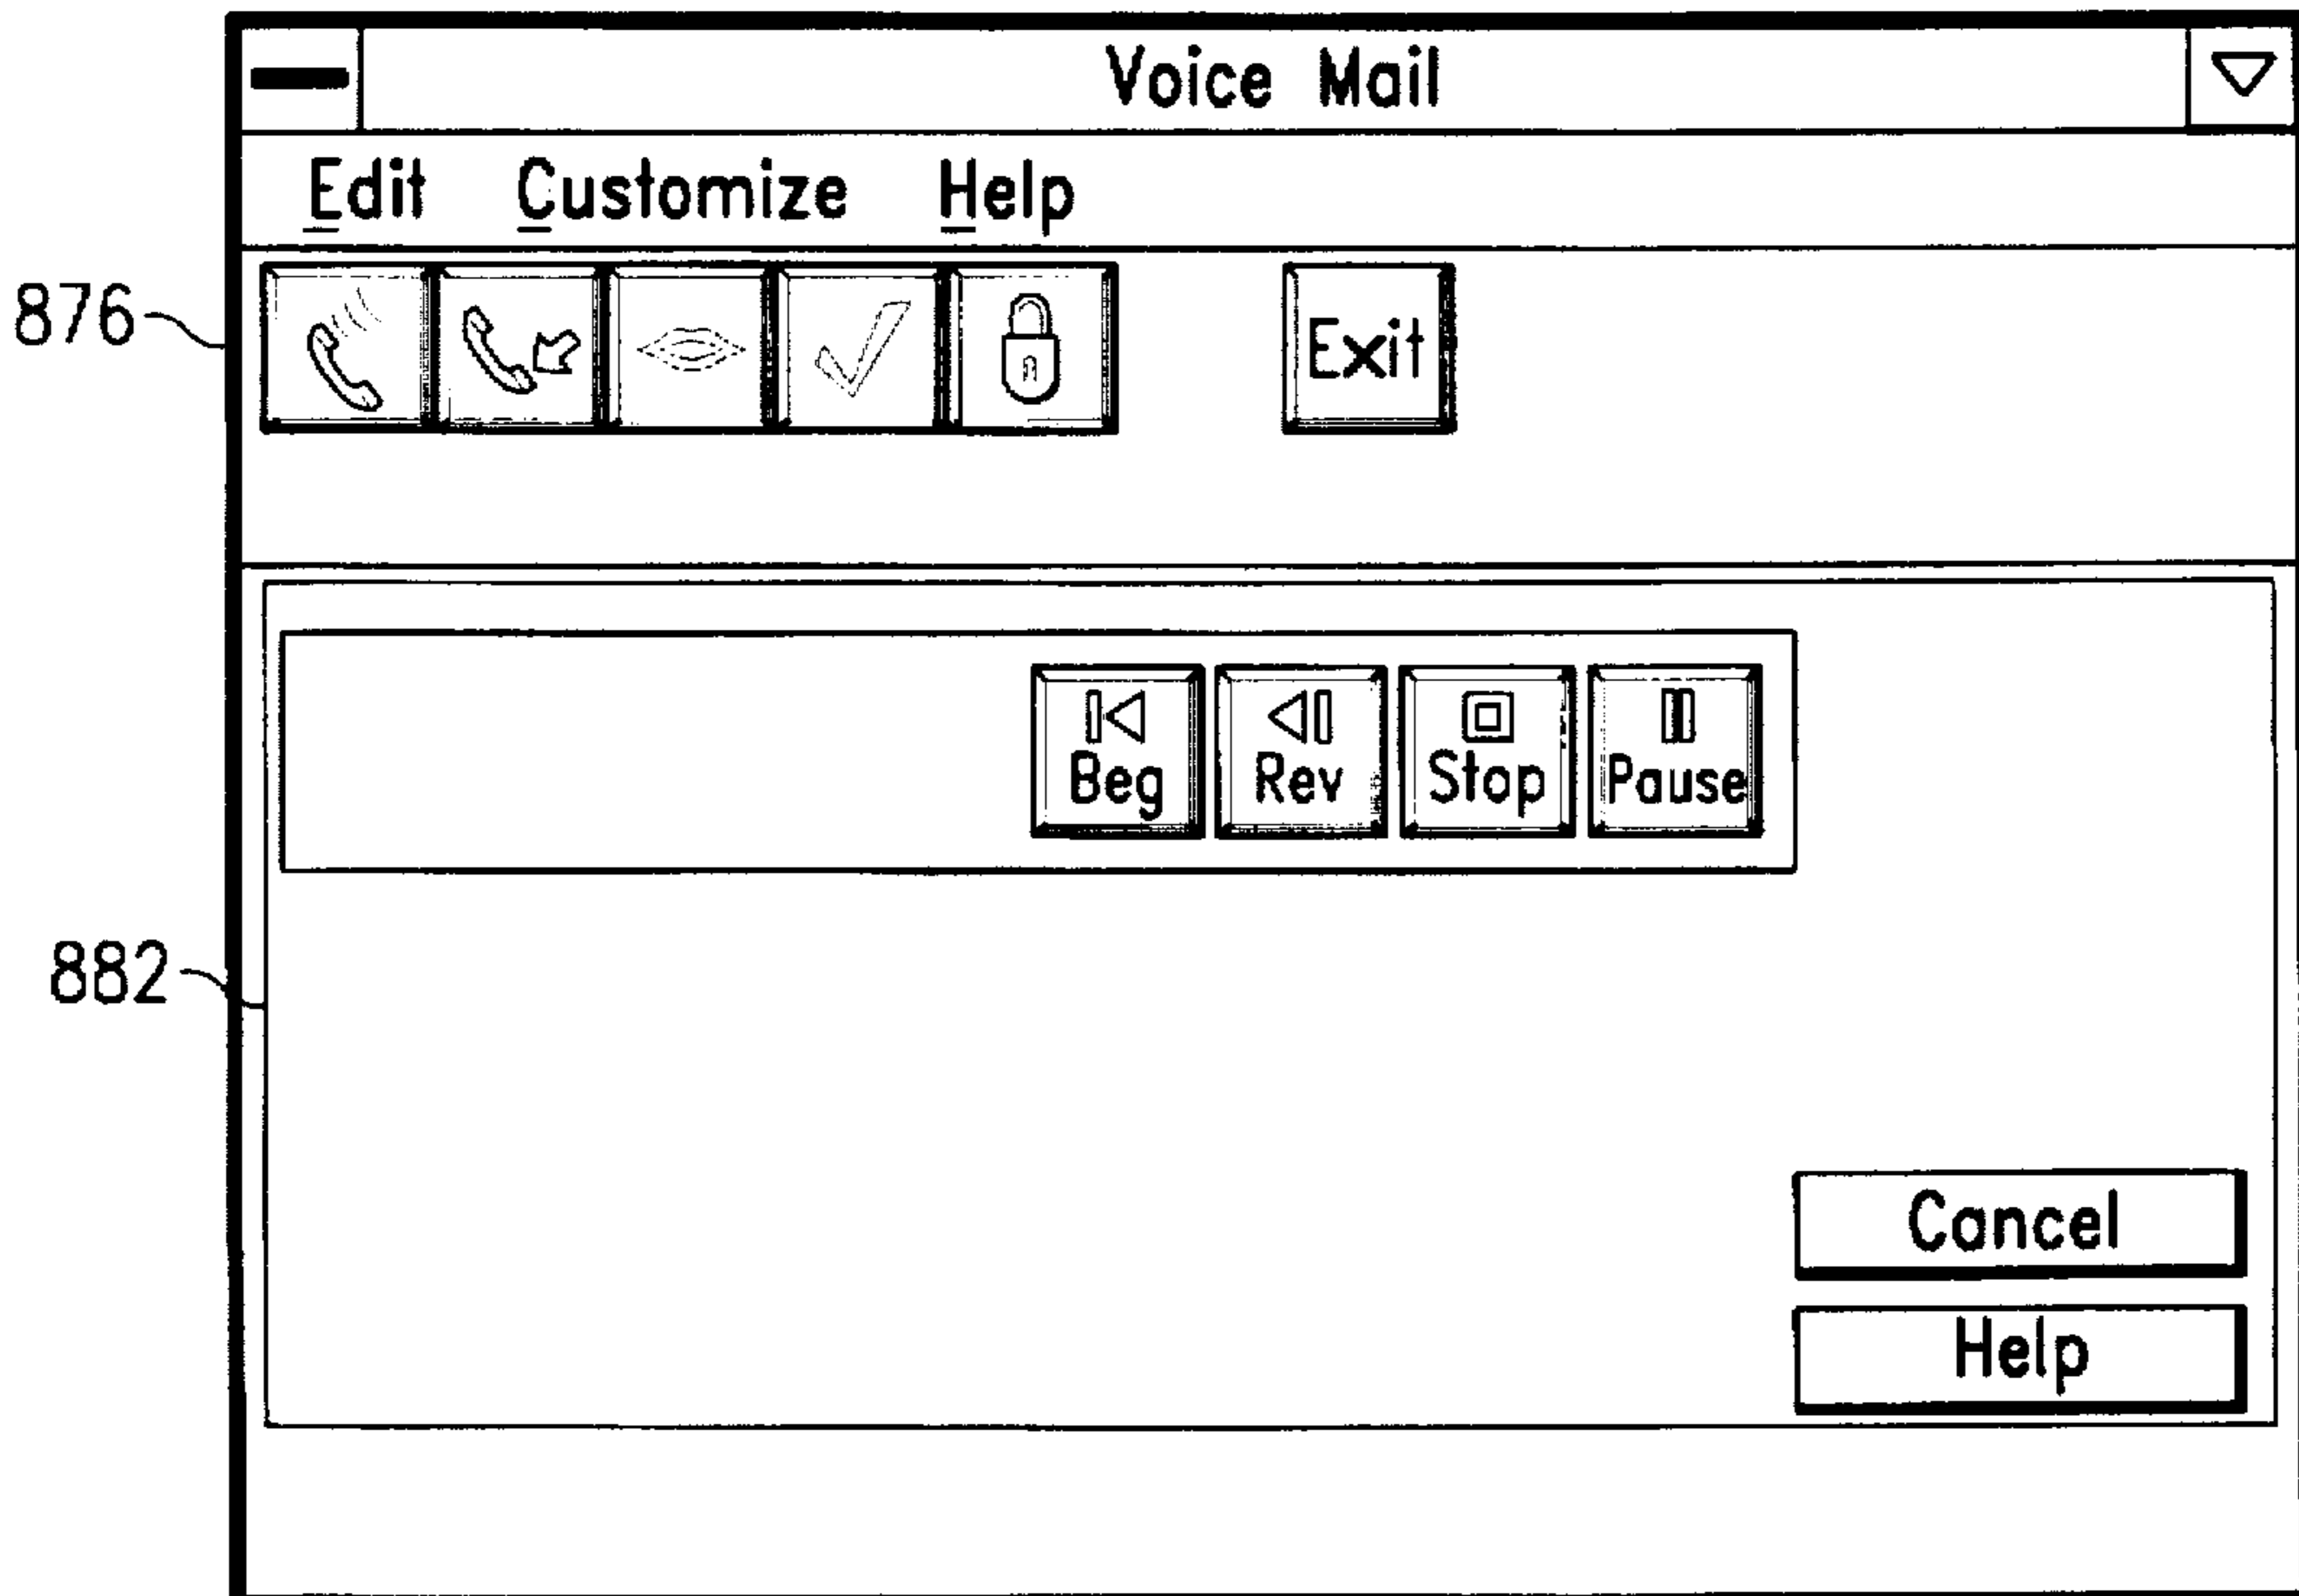 Voice Mail
Edit Customize Help
876
Exit
Beg Rev Stop Pause
882
Cancel
Help